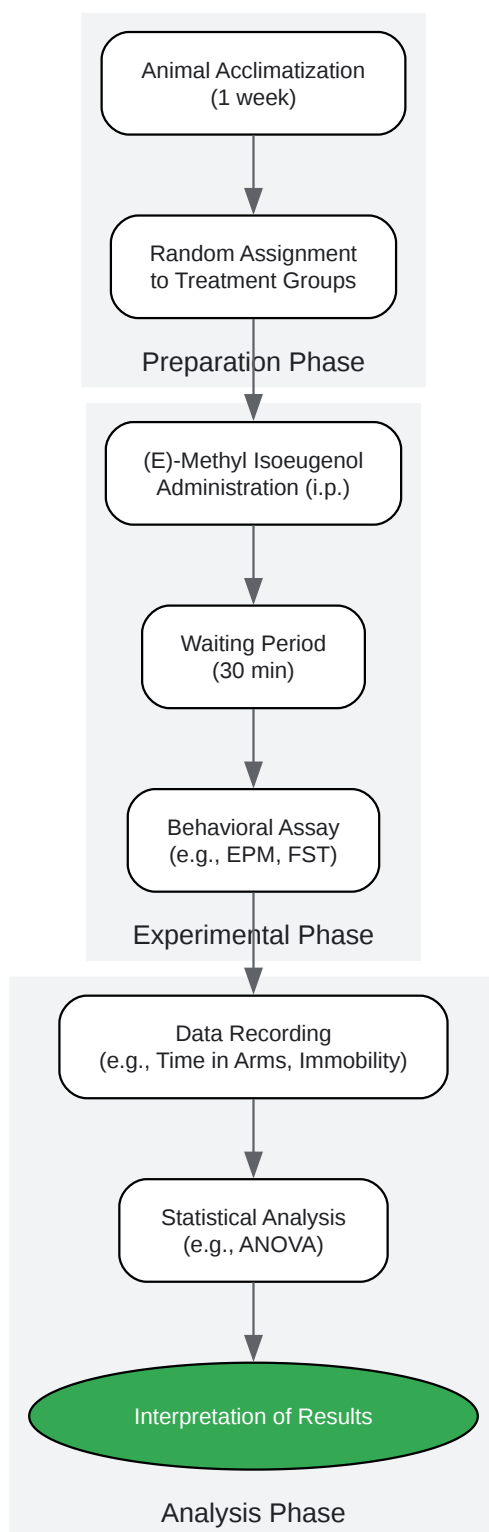 Animal Acclimatization
(1 week)
Random Assignment
to Treatment Groups
Preparation Phase
(E)-Methyl Isoeugenol
Administration (i.p.)
Waiting Period
(30 min)
Behavioral Assay
(e.g., EPM, FST)
Experimental Phase
Data Recording
(e.g., Time in Arms, Immobility)
Statistical Analysis
(e.g., ANOVA)
Interpretation of Results
Analysis Phase